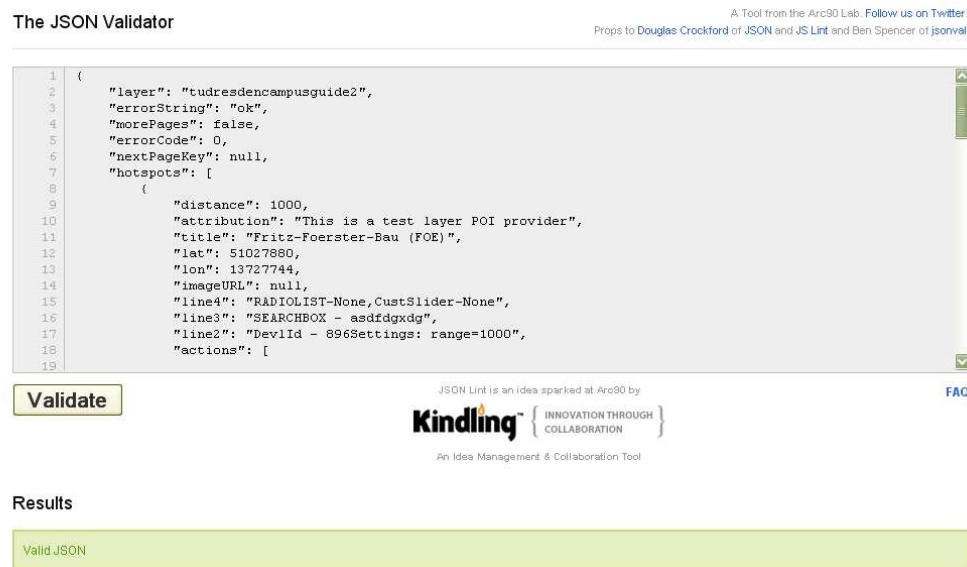 The JSON Validator
A Tool from the Arc90 Lab. Follow us on Twitter
Props to Douglas Crockford of JSON and JS Lint and Ben Spencer of jsonval
1 {
2 "layer": "tudresdencampusguide2",
3 "errorString": "ok",
4 "morePages": false,
5 "errorCode": 0,
6 "nextPageKey": null,
7 "hotspots": [
8 {
9 "distance": 1000,
10 "attribution": "This is a test layer POI provider",
11 "title": "Fritz-Foerster-Bau (FOE)",
12 "lat": 51027880,
13 "lon": 13727744,
14 "imageURL": null,
15 "line4": "RADIOLIST-None,CustSlider-None",
16 "line3": "SEARCHBOX - asdfdgxdg",
17 "line2": "DevlId - 896Settings: range=1000",
18 "actions": [
19
Validate
JSON Lint is an idea sparked at Arc90 by
FAQ
Kindling™ { INNOVATION THROUGH
COLLABORATION }
An Idea Management & Collaboration Tool
Results
Valid JSON